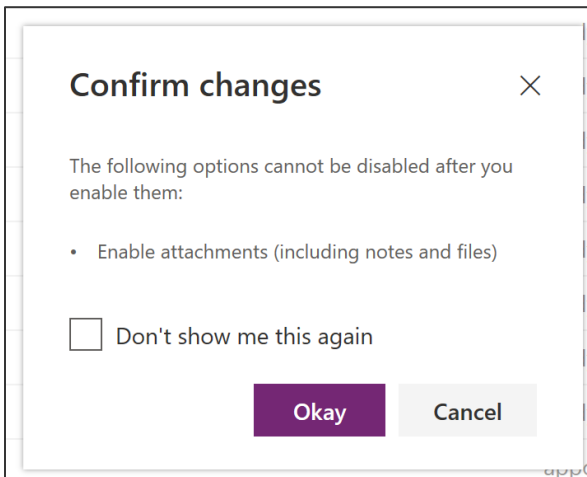 Confirm changes
The following options cannot be disabled after you
enable them:
• Enable attachments (including notes and files)
Don't show me this again
Okay
Cancel